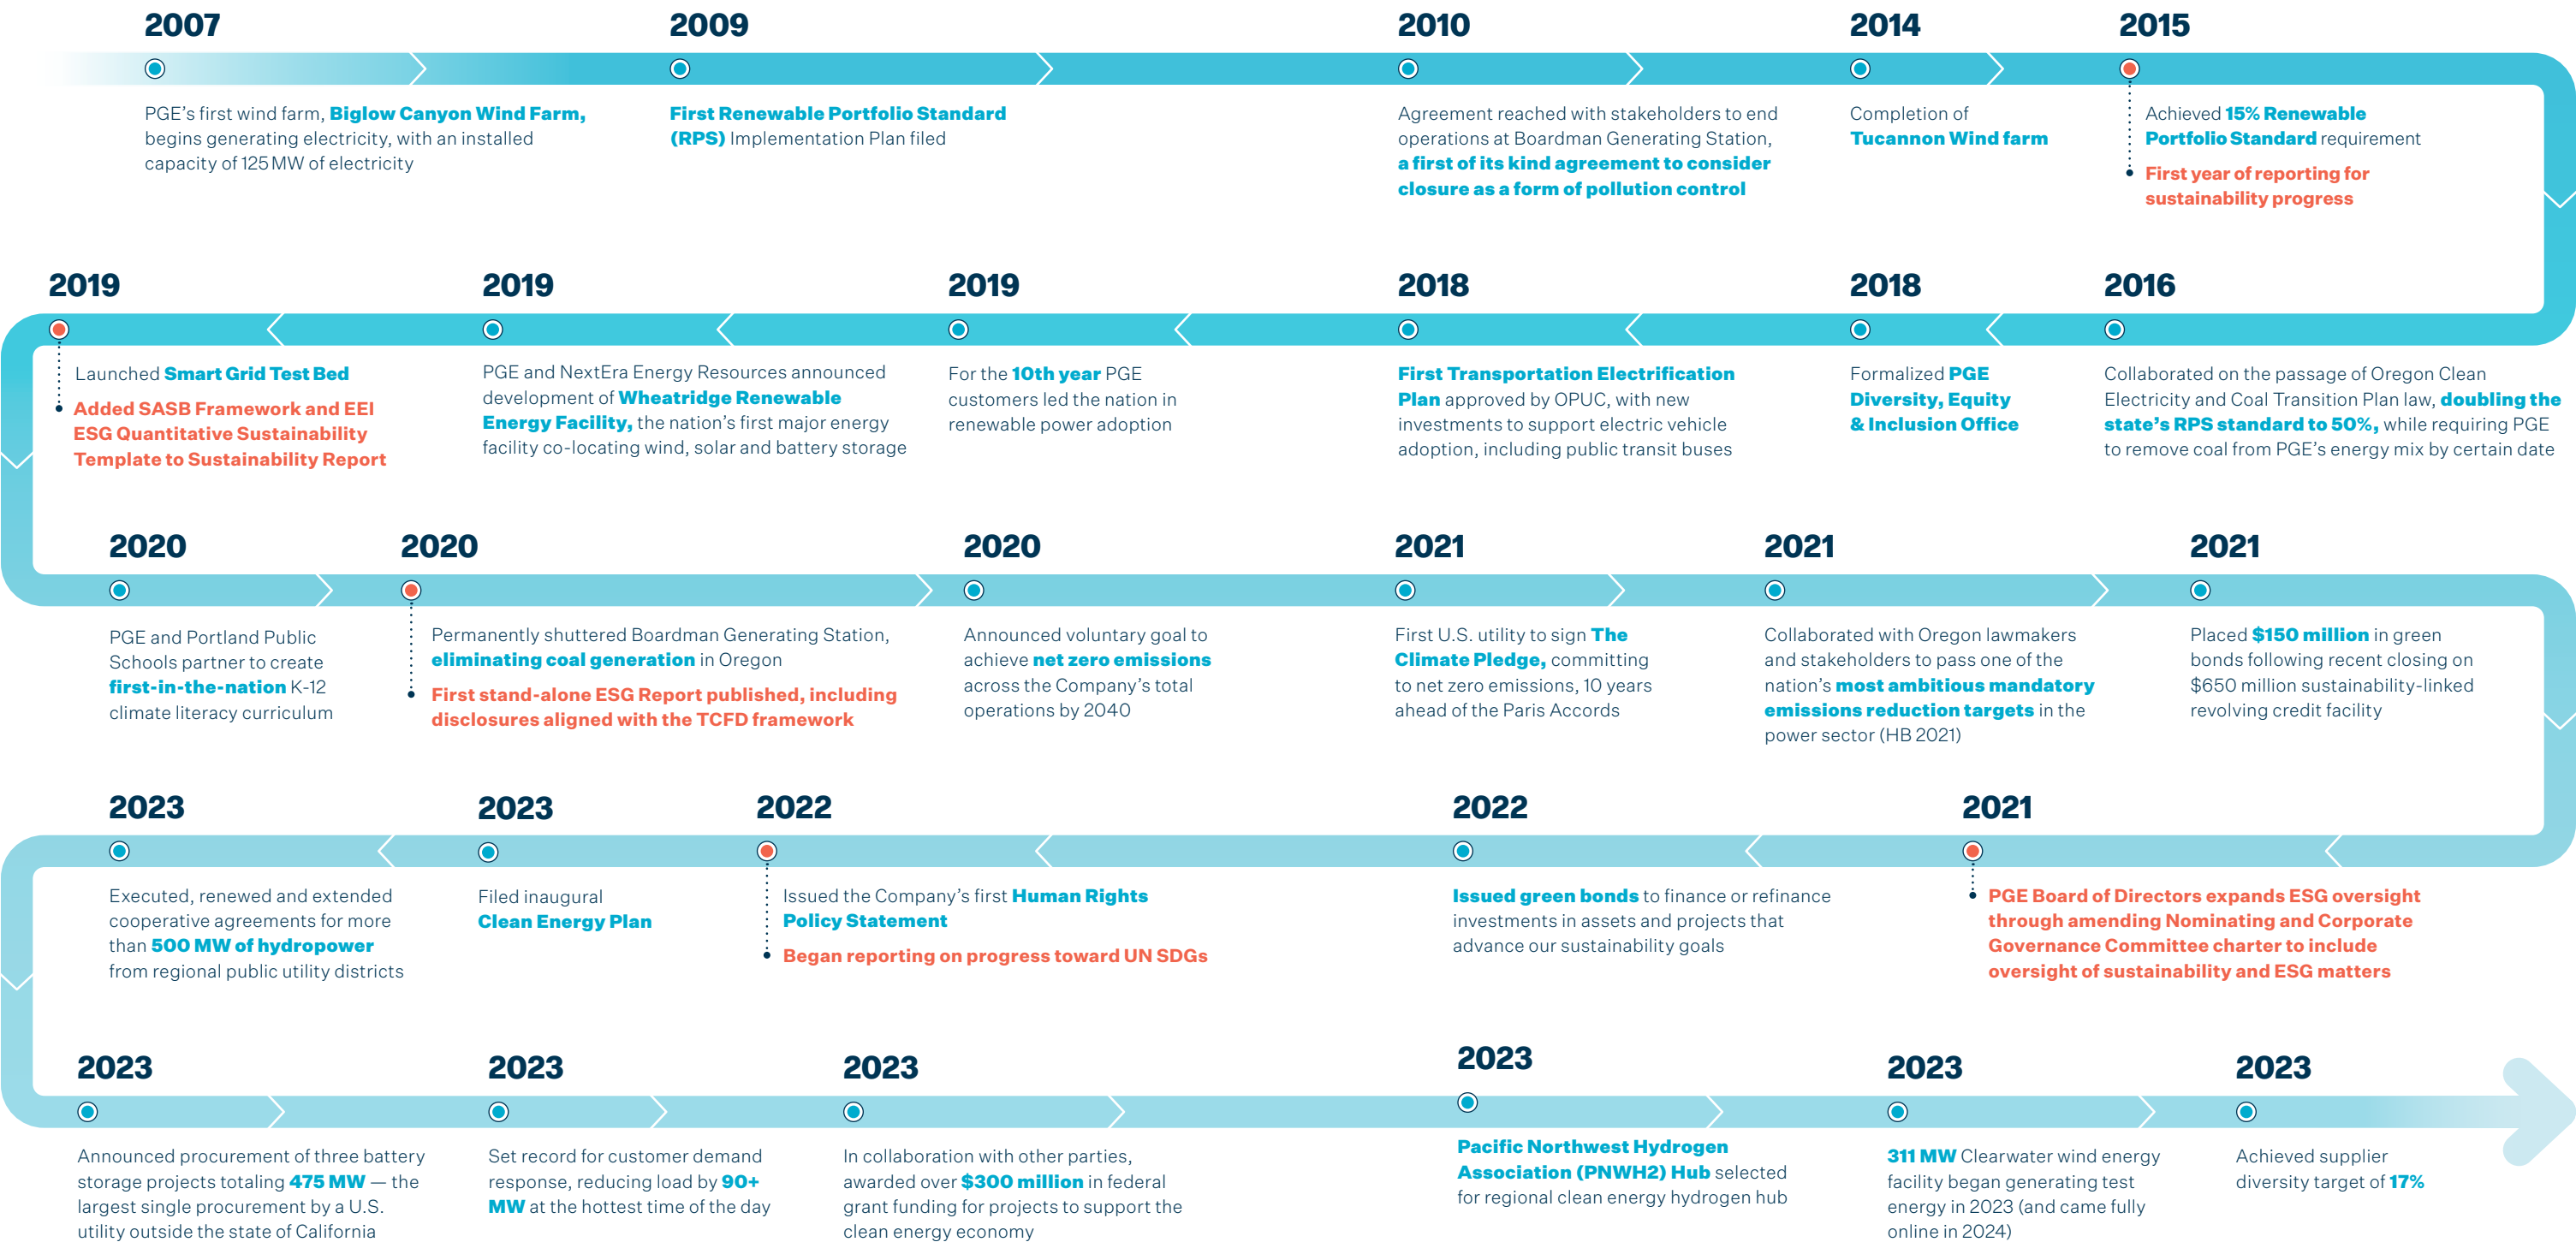 2007
PGE's first wind farm, Biglow Canyon Wind Farm,
begins generating electricity, with an installed
capacity of 125 MW of electricity
2009
First Renewable Portfolio Standard
(RPS) Implementation Plan filed
2010
Agreement reached with stakeholders to end
operations at Boardman Generating Station,
a first of its kind agreement to consider
closure as a form of pollution control
2014
Completion of
Tucannon Wind farm
2015
Achieved 15% Renewable
Portfolio Standard requirement
First year of reporting for
sustainability progress
2016
Collaborated on the passage of Oregon Clean
Electricity and Coal Transition Plan law, doubling the
state's RPS standard to 50%, while requiring PGE
to remove coal from PGE's energy mix by certain date
2018
Formalized PGE
Diversity, Equity
& Inclusion Office
2018
First Transportation Electrification
Plan approved by OPUC, with new
investments to support electric vehicle
adoption, including public transit buses
2019
For the 10th year PGE
customers led the nation in
renewable power adoption
2019
PGE and NextEra Energy Resources announced
development of Wheatridge Renewable
Energy Facility, the nation's first major energy
facility co-locating wind, solar and battery storage
2019
Launched Smart Grid Test Bed
Added SASB Framework and EEI
ESG Quantitative Sustainability
Template to Sustainability Report
2020
PGE and Portland Public
Schools partner to create
first-in-the-nation K-12
climate literacy curriculum
2020
Permanently shuttered Boardman Generating Station,
eliminating coal generation in Oregon
First stand-alone ESG Report published, including
disclosures aligned with the TCFD framework
2020
Announced voluntary goal to
achieve net zero emissions
across the Company's total
operations by 2040
2021
First U.S. utility to sign The
Climate Pledge, committing
to net zero emissions, 10 years
ahead of the Paris Accords
2021
Collaborated with Oregon lawmakers
and stakeholders to pass one of the
nation's most ambitious mandatory
emissions reduction targets in the
power sector (HB 2021)
2021
Placed $150 million in green
bonds following recent closing on
$650 million sustainability-linked
revolving credit facility
2021
PGE Board of Directors expands ESG oversight
through amending Nominating and Corporate
Governance Committee charter to include
oversight of sustainability and ESG matters
2022
Issued green bonds to finance or refinance
investments in assets and projects that
advance our sustainability goals
2022
Issued the Company's first Human Rights
Policy Statement
Began reporting on progress toward UN SDGs
2023
Filed inaugural
Clean Energy Plan
2023
Executed, renewed and extended
cooperative agreements for more
than 500 MW of hydropower
from regional public utility districts
2023
Announced procurement of three battery
storage projects totaling 475 MW — the
largest single procurement by a U.S.
utility outside the state of California
2023
Set record for customer demand
response, reducing load by 90+
MW at the hottest time of the day
2023
In collaboration with other parties,
awarded over $300 million in federal
grant funding for projects to support the
clean energy economy
2023
Pacific Northwest Hydrogen
Association (PNWH2) Hub selected
for regional clean energy hydrogen hub
2023
311 MW Clearwater wind energy
facility began generating test
energy in 2023 (and came fully
online in 2024)
2023
Achieved supplier
diversity target of 17%